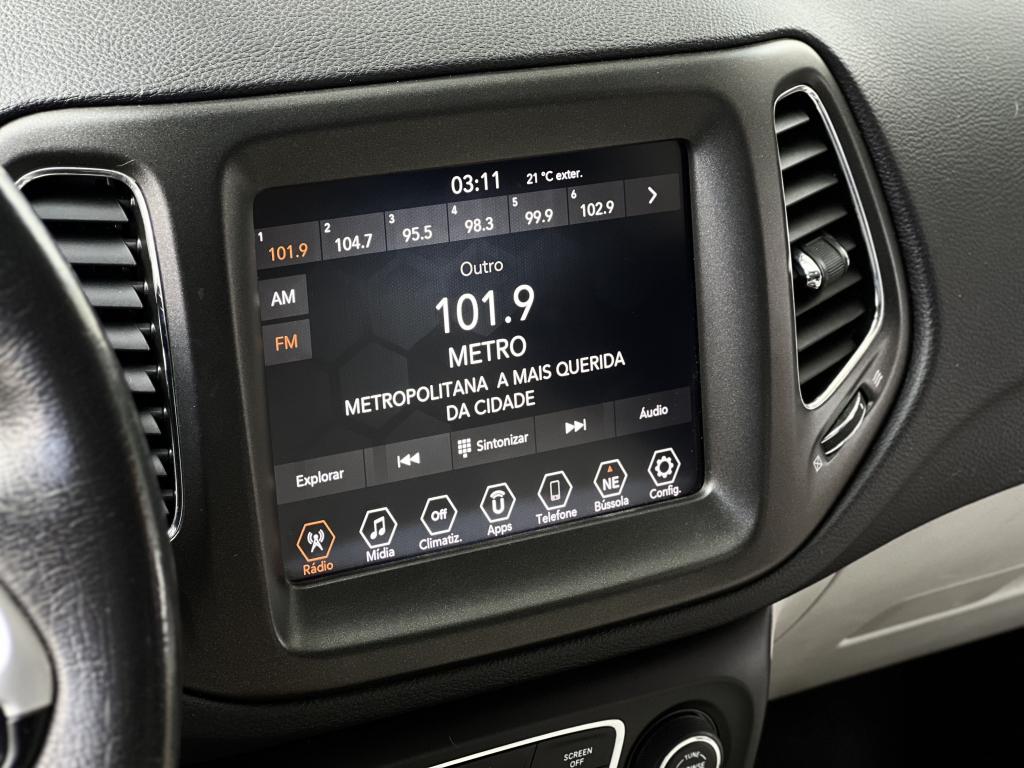 03:11 21 °C exter.
1 101.9 2 104.7 3 95.5 4 98.3 5 99.9 6 102.9
Outro
AM
101.9
FM
METRO
METROPOLITANA A MAIS QUERIDA
DA CIDADE
Explorar Sintonizar Áudio
Off U NE
Rádio Mídia Climatiz. Apps Telefone Bússola Config.
SCREEN
OFF
TUNE